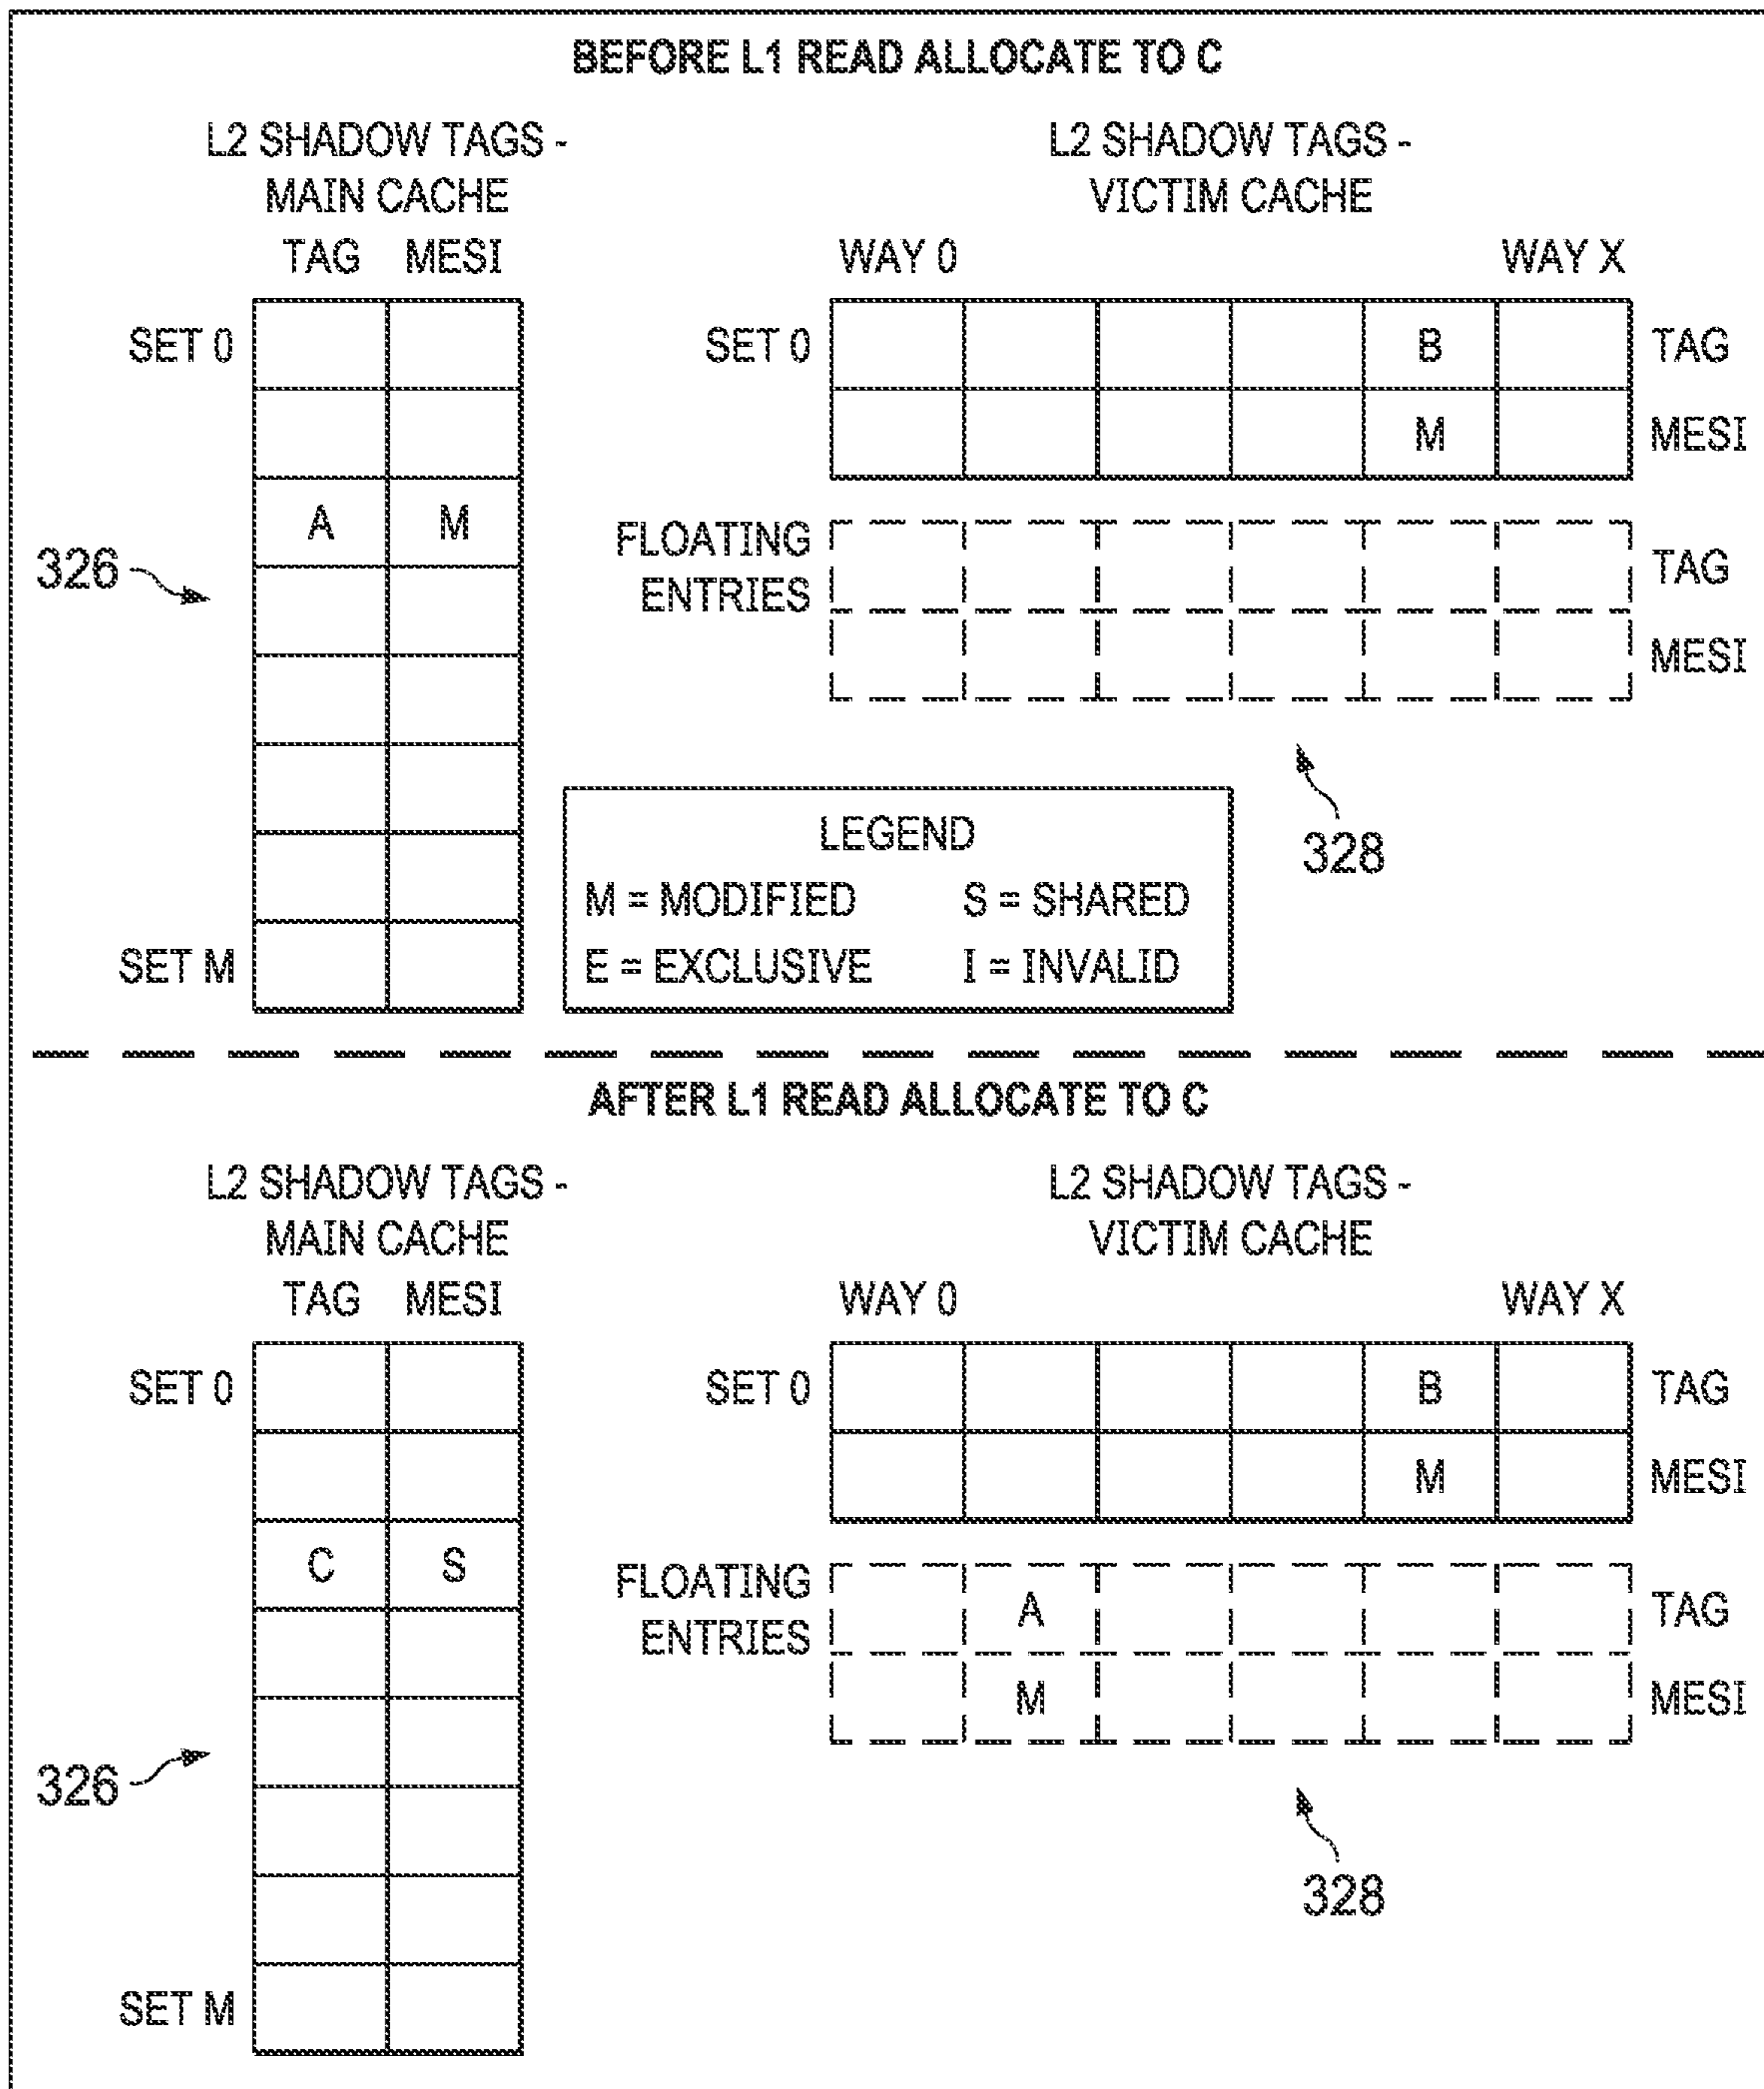 BEFORE L1 READ ALLOCATE TO C
L2 SHADOW TAGS -
MAIN CACHE
TAG MESI
L2 SHADOW TAGS -
VICTIM CACHE
WAY 0 WAY X
SET 0
A M
SET M
326
SET 0 B TAG
M MESI
FLOATING
ENTRIES
TAG
MESI
328
LEGEND
M = MODIFIED S = SHARED
E = EXCLUSIVE I = INVALID
AFTER L1 READ ALLOCATE TO C
L2 SHADOW TAGS -
MAIN CACHE
TAG MESI
L2 SHADOW TAGS -
VICTIM CACHE
WAY 0 WAY X
SET 0
C S
SET M
326
SET 0 B TAG
M MESI
FLOATING
ENTRIES
A TAG
M MESI
328